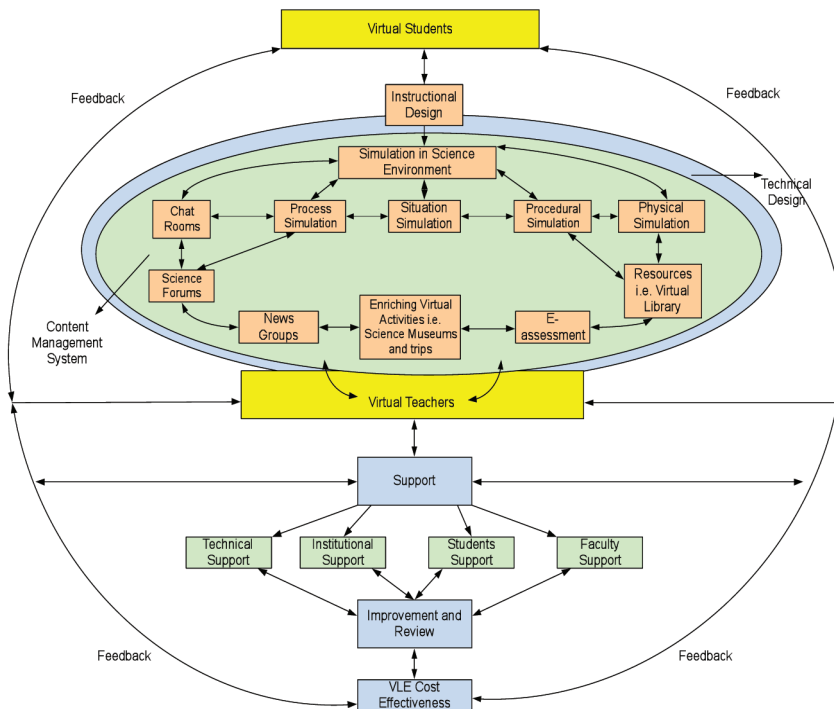 Virtual Students
Feedback
Feedback
Instructional
Design
Simulation in Science
Environment
Technical
Design
Chat
Rooms
Process
Simulation
Situation
Simulation
Procedural
Simulation
Physical
Simulation
Science
Forums
Resources
i.e. Virtual
Library
Content
Management
System
News
Groups
Enriching Virtual
Activities i.e.
Science Museums
and trips
E-
assessment
Virtual Teachers
Support
Technical
Support
Institutional
Support
Students
Support
Faculty
Support
Improvement and
Review
Feedback
Feedback
VLE Cost
Effectiveness